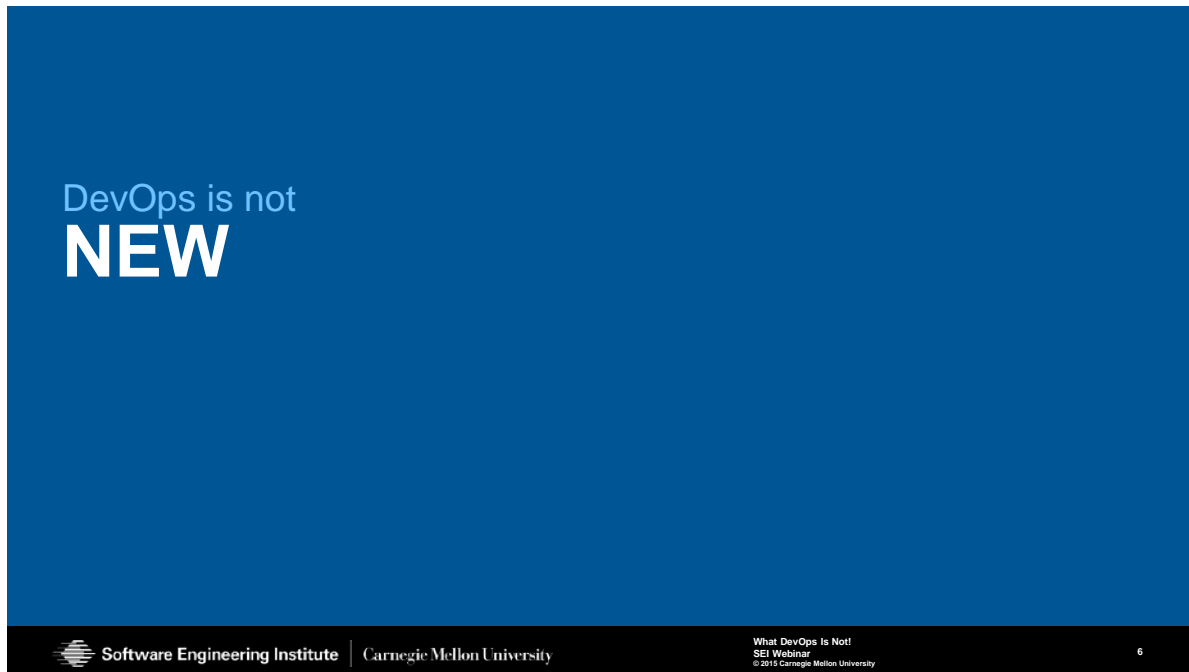 DevOps is not
NEW
Software Engineering Institute | Carnegie Mellon University
What DevOps Is Not!
SEI Webinar
© 2015 Carnegie Mellon University
6